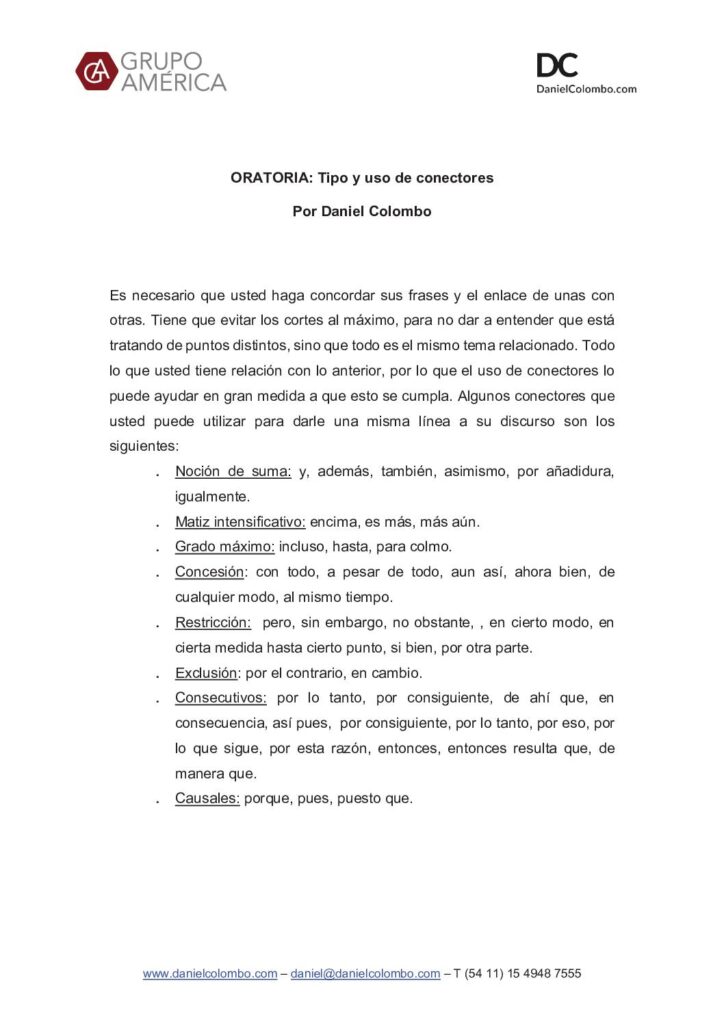 GRUPO
AMÉRICA
DC
DanielColombo.com
ORATORIA: Tipo y uso de conectores
Por Daniel Colombo
Es necesario que usted haga concordar sus frases y el enlace de unas con
otras. Tiene que evitar los cortes al máximo, para no dar a entender que está
tratando de puntos distintos, sino que todo es el mismo tema relacionado. Todo
lo que usted tiene relación con lo anterior, por lo que el uso de conectores lo
puede ayudar en gran medida a que esto se cumpla. Algunos conectores que
usted puede utilizar para darle una misma línea a su discurso son los
siguientes:
. Noción de suma: y, además, también, asimismo, por añadidura,
igualmente.
. Matiz intensificativo: encima, es más, más aún.
. Grado máximo: incluso, hasta, para colmo.
. Concesión: con todo, a pesar de todo, aun así, ahora bien, de
cualquier modo, al mismo tiempo.
. Restricción: pero, sin embargo, no obstante, , en cierto modo, en
cierta medida hasta cierto punto, si bien, por otra parte.
. Exclusión: por el contrario, en cambio.
. Consecutivos: por lo tanto, por consiguiente, de ahí que, en
consecuencia, así pues, por consiguiente, por lo tanto, por eso, por
lo que sigue, por esta razón, entonces, entonces resulta que, de
manera que.
. Causales: porque, pues, puesto que.
www.danielcolombo.com – daniel@danielcolombo.com – T (54 11) 15 4948 7555